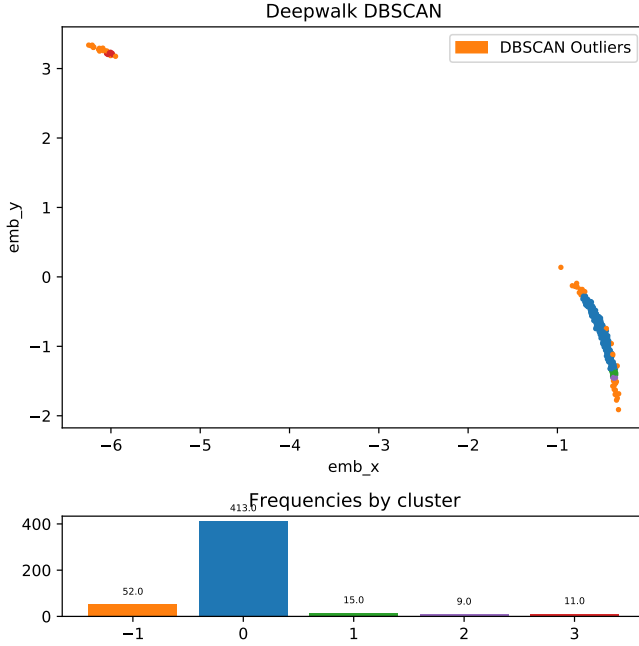 Deepwalk DBSCAN
DBSCAN Outliers
3
2
1
0
−1
−2
emb_y
−6 −5 −4 −3 −2 −1
emb_x
Frequencies by cluster
400
200
0
52.0 413.0 15.0 9.0 11.0
−1 0 1 2 3